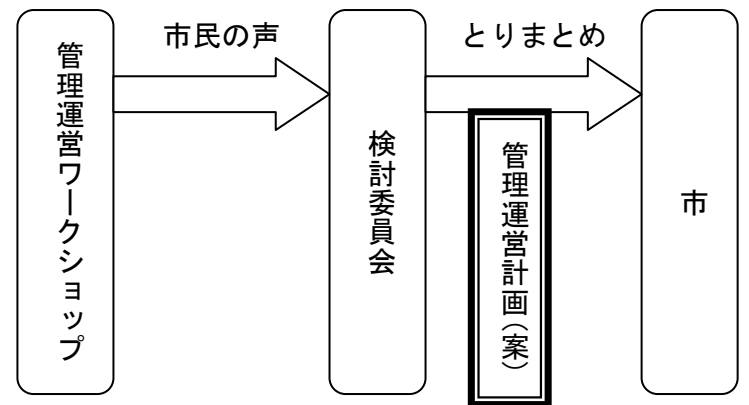 管理運営ワークショップ
市民の声
検討委員会
とりまとめ
管理運営計画(案)
市